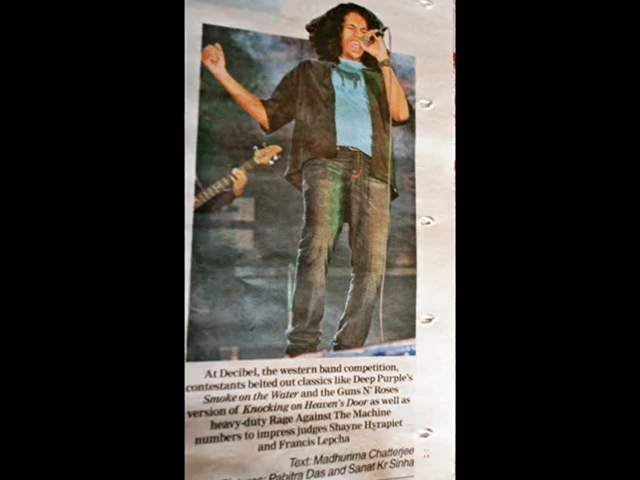 At Decibel, the western band competition,
contestants belted out classics like Deep Purple's
Smoke on the Water and the Guns N' Roses
version of Knocking on Heaven's Door as well as
heavy-duty Rage Against The Machine
numbers to impress judges Shayne Hyrapiet
and Francis Lepcha
Text: Madhurima Chatterjee
Pabitra Das and Sanat Kr Sinha